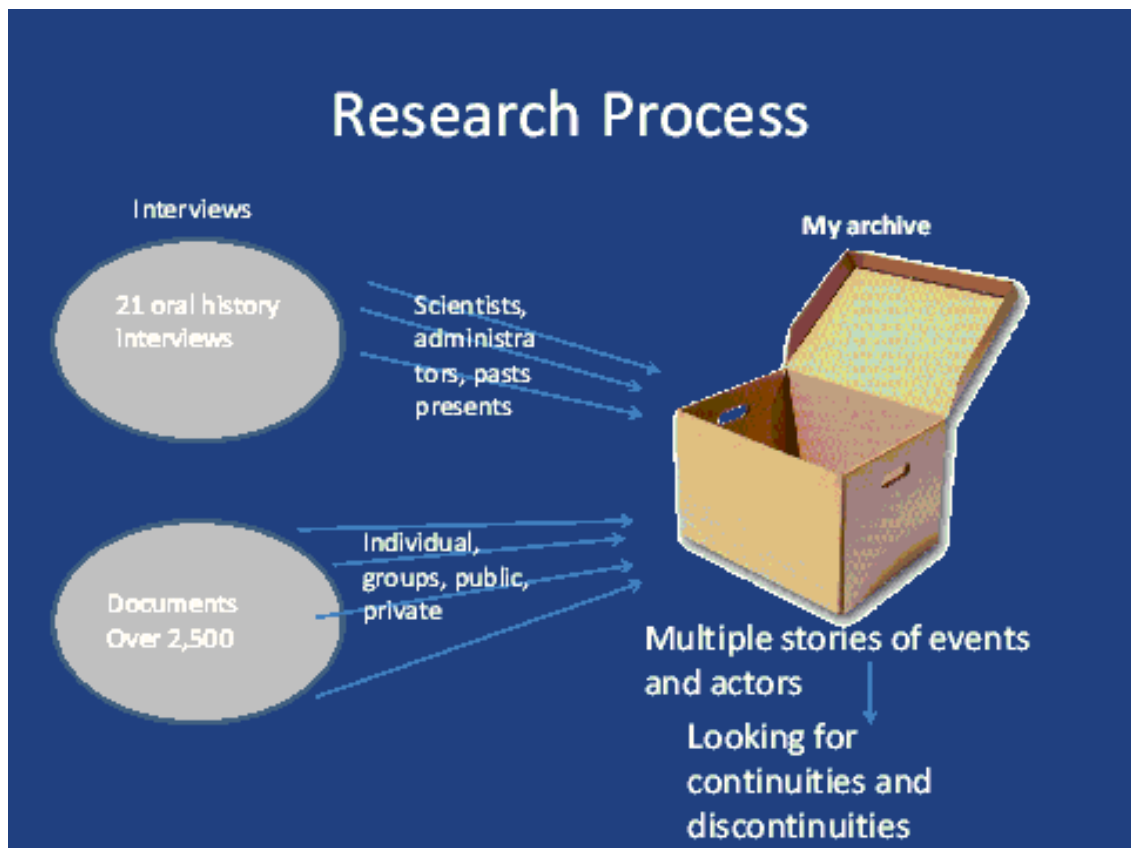 Research Process
Interviews
21 oral history
interviews
Scientists,
administra
tors, pasts
presents
My archive
Documents
Over 2,500
Individual,
groups, public,
private
Multiple stories of events
and actors
Looking for
continuities and
discontinuities